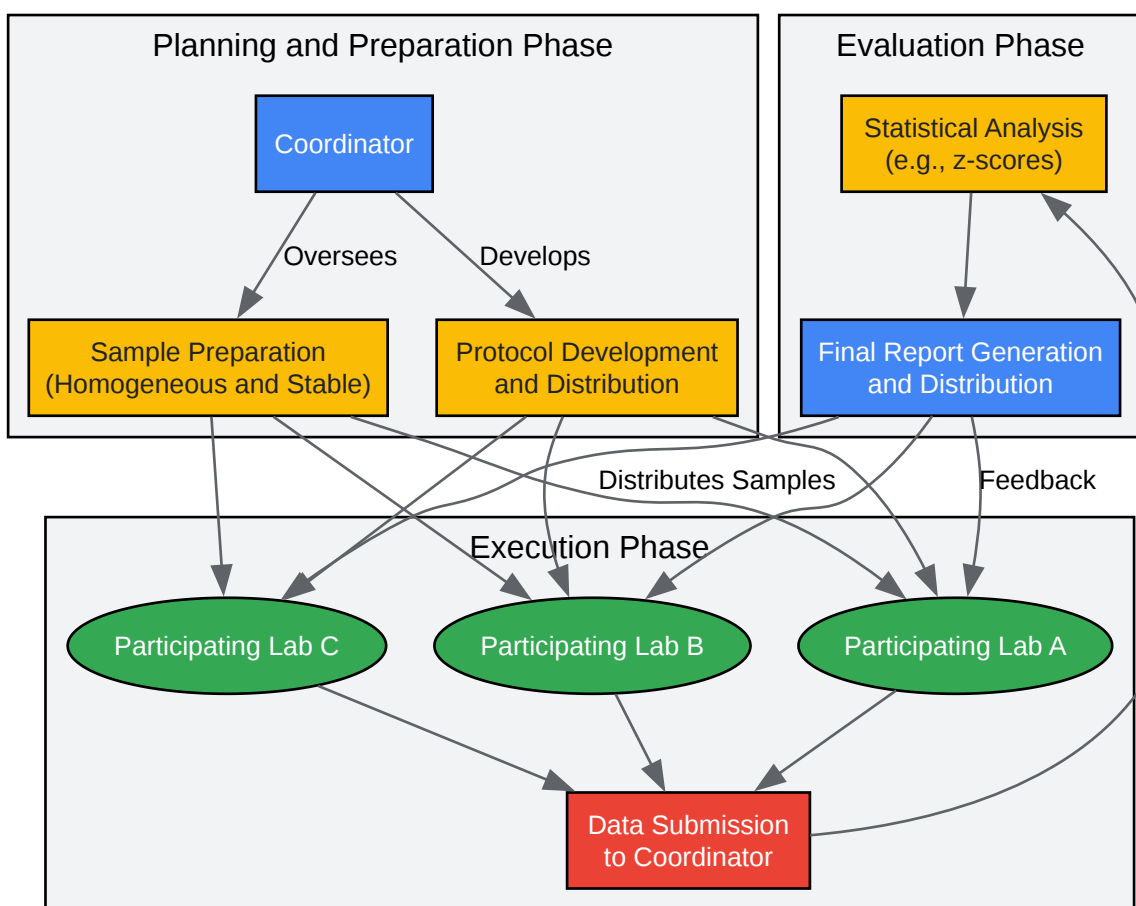 Planning and Preparation Phase
Evaluation Phase
Coordinator
Statistical Analysis
(e.g., z-scores)
Oversees
Develops
Sample Preparation
(Homogeneous and Stable)
Protocol Development
and Distribution
Final Report Generation
and Distribution
Distributes Samples
Feedback
Execution Phase
Participating Lab C
Participating Lab B
Participating Lab A
Data Submission
to Coordinator